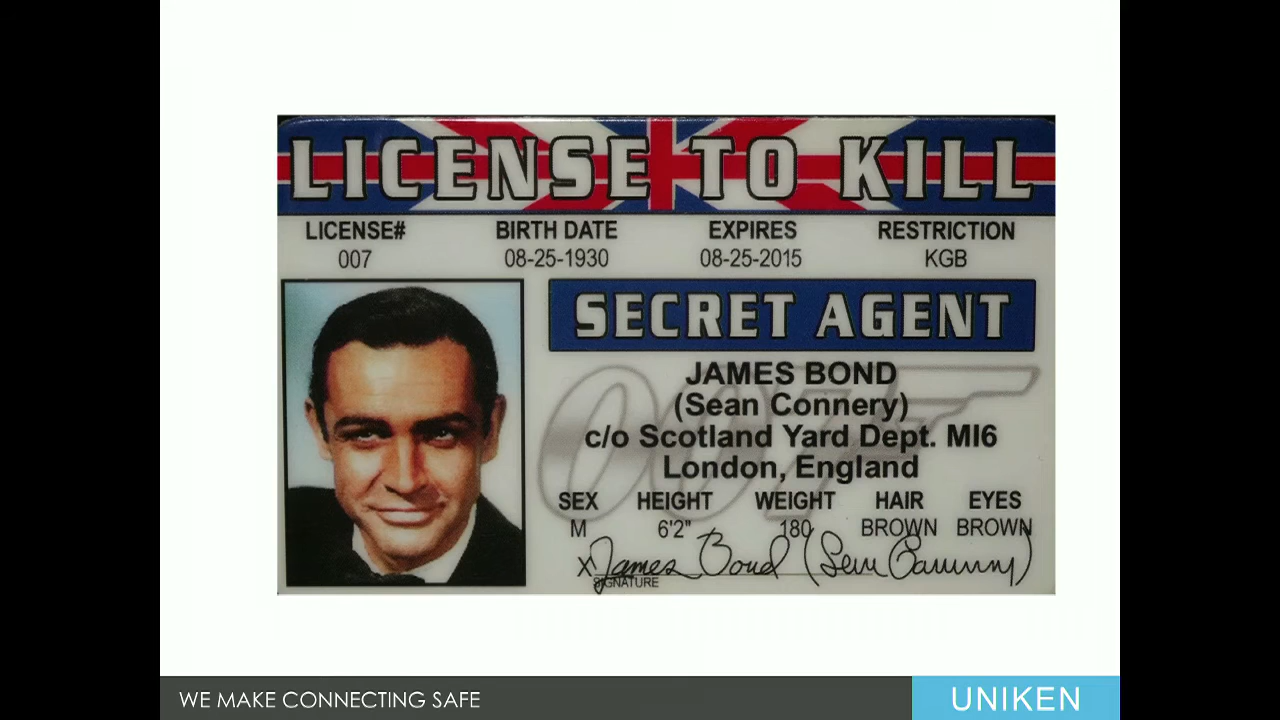 LICENSE TO KILL
LICENSE# BIRTH DATE EXPIRES RESTRICTION
007 08-25-1930 08-25-2015 KGB
SECRET AGENT
007
JAMES BOND
(Sean Connery)
c/o Scotland Yard Dept. MI6
London, England
SEX HEIGHT WEIGHT HAIR EYES
M 6'2" 180 BROWN BROWN
X James Bond (Sean Connery)
SIGNATURE
WE MAKE CONNECTING SAFE
UNIKEN